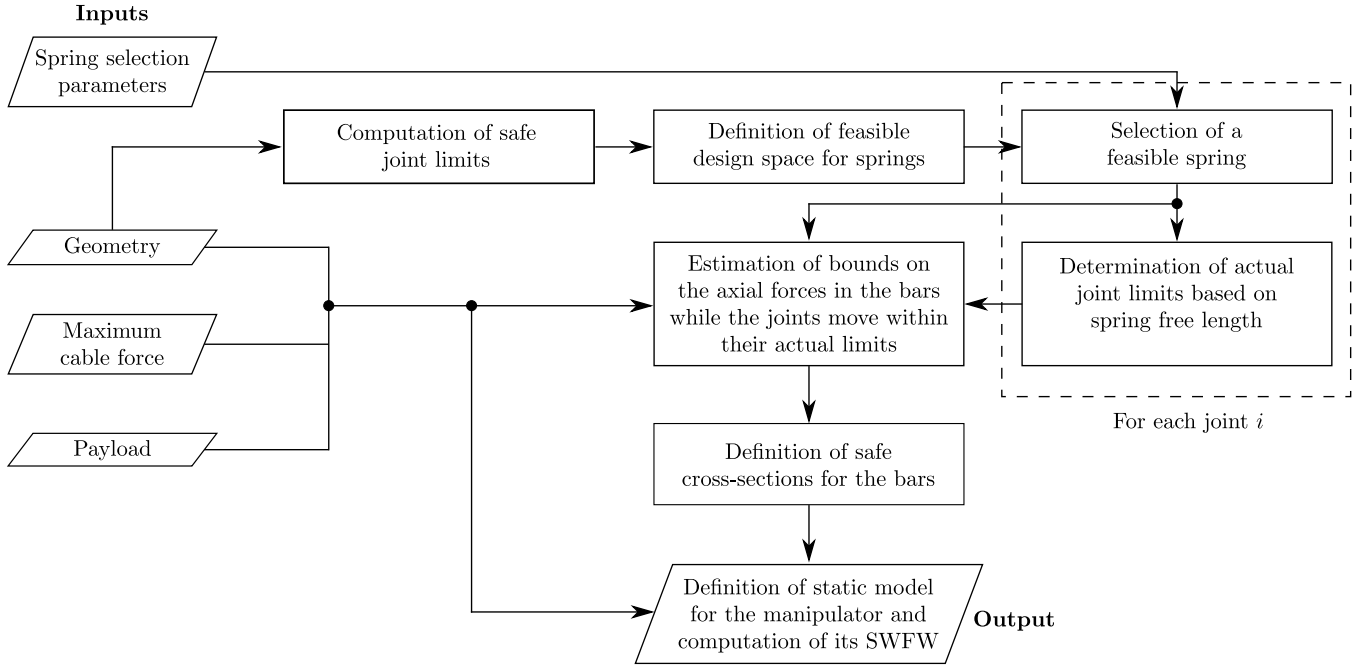 Inputs
Spring selection
parameters
Computation of safe
joint limits
Definition of feasible
design space for springs
Selection of a
feasible spring
Geometry
Maximum
cable force
Payload
Estimation of bounds on
the axial forces in the bars
while the joints move within
their actual limits
Determination of actual
joint limits based on
spring free length
For each joint i
Definition of safe
cross-sections for the bars
Definition of static model
for the manipulator and
computation of its SWFW
Output